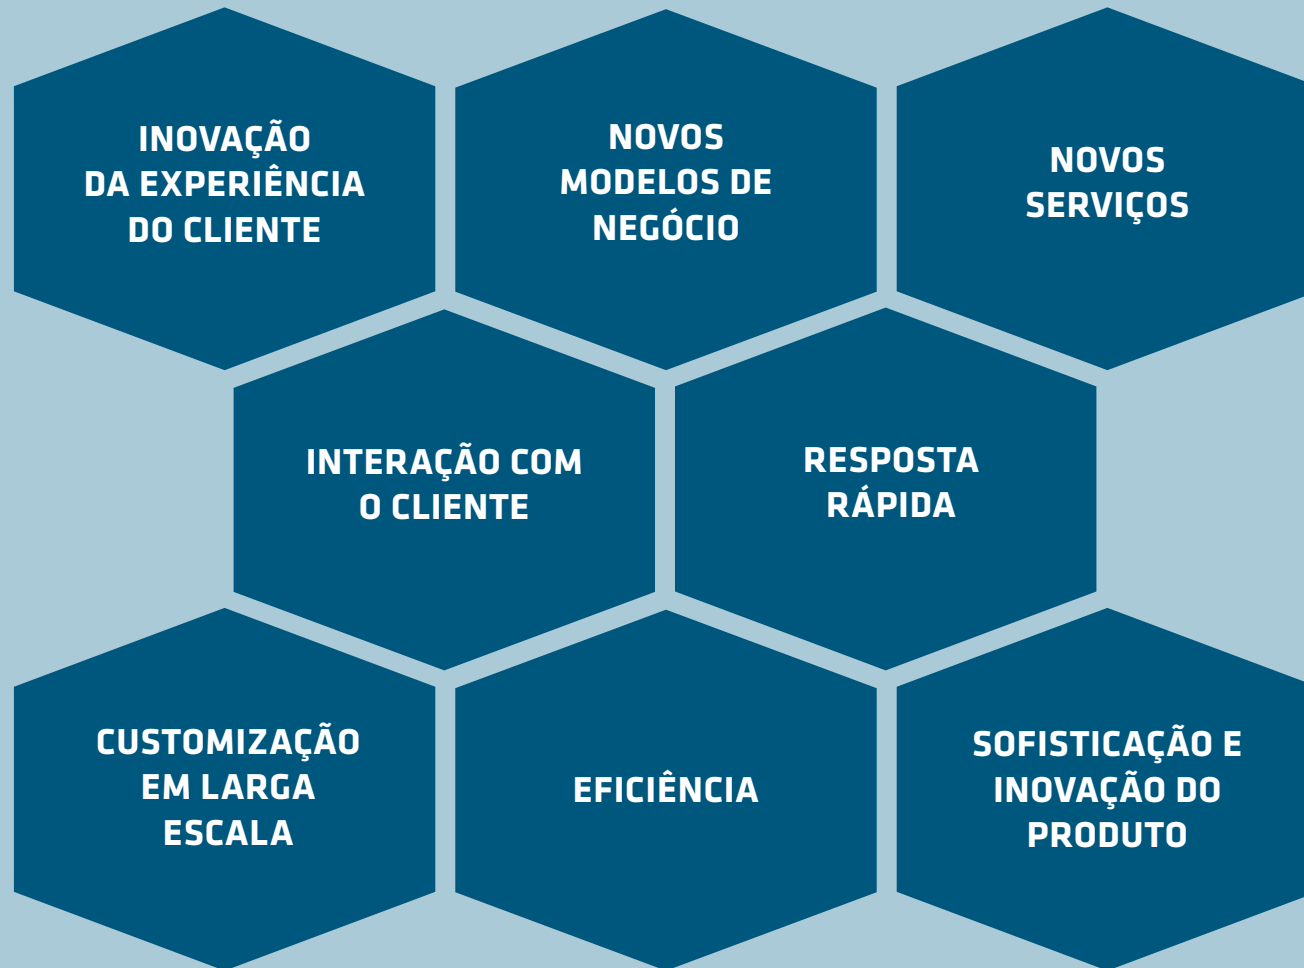 INOVAÇÃO
DA EXPERIÊNCIA
DO CLIENTE
NOVOS
MODELOS DE
NEGÓCIO
NOVOS
SERVIÇOS
INTERAÇÃO COM
O CLIENTE
RESPOSTA
RÁPIDA
CUSTOMIZAÇÃO
EM LARGA
ESCALA
EFICIÊNCIA
SOFISTICAÇÃO E
INOVAÇÃO DO
PRODUTO